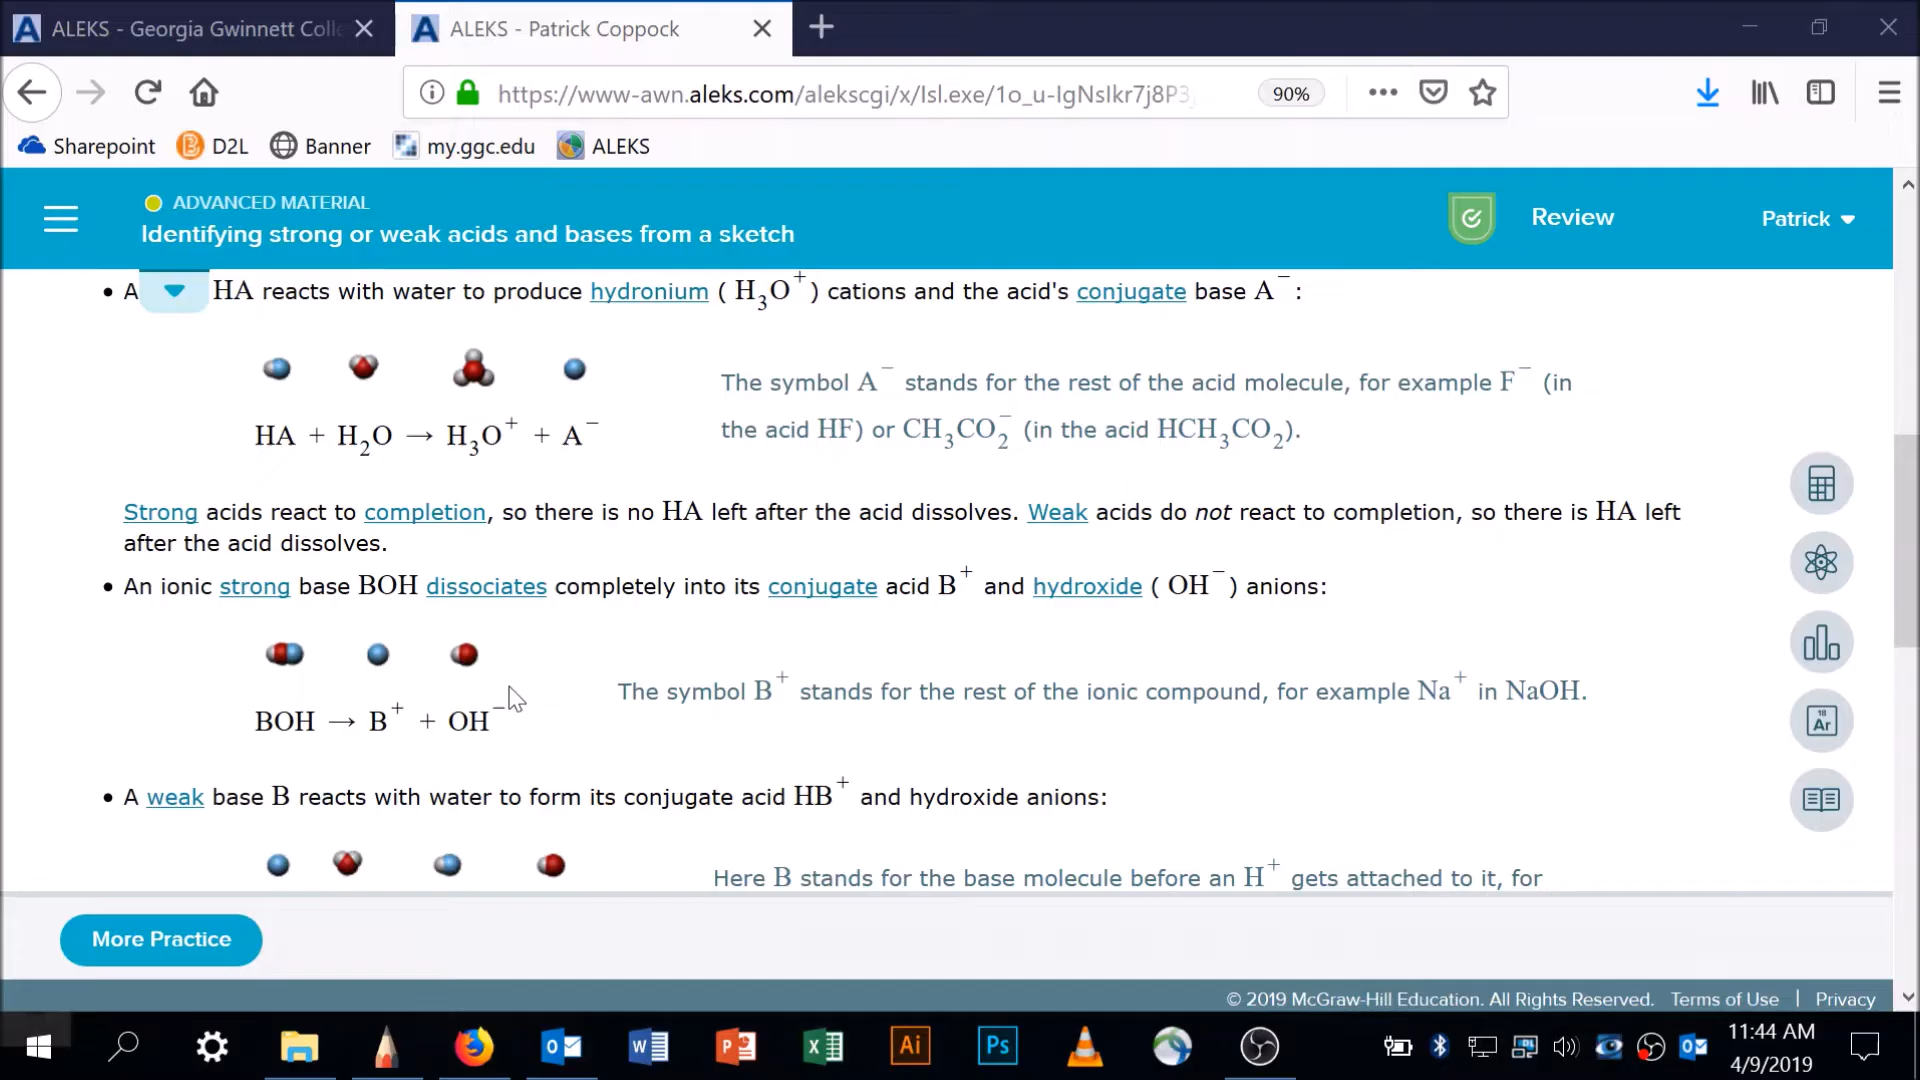 ALEKS - Georgia Gwinnett Coll
ALEKS - Patrick Coppock
https://www-awn.aleks.com/alekscgi/x/Isl.exe/1o_u-IgNsIkr7j8P3
90%
Sharepoint
D2L
Banner
my.ggc.edu
ALEKS
ADVANCED MATERIAL
Identifying strong or weak acids and bases from a sketch
Review
Patrick
• A HA reacts with water to produce hydronium ( H₃O⁺ ) cations and the acid's conjugate base A⁻ :
The symbol A⁻ stands for the rest of the acid molecule, for example F⁻ (in
the acid HF) or CH₃CO₂⁻ (in the acid HCH₃CO₂).
HA + H₂O → H₃O⁺ + A⁻
Strong acids react to completion, so there is no HA left after the acid dissolves. Weak acids do not react to completion, so there is HA left
after the acid dissolves.
• An ionic strong base BOH dissociates completely into its conjugate acid B⁺ and hydroxide ( OH⁻ ) anions:
The symbol B⁺ stands for the rest of the ionic compound, for example Na⁺ in NaOH.
BOH → B⁺ + OH⁻
• A weak base B reacts with water to form its conjugate acid HB⁺ and hydroxide anions:
Here B stands for the base molecule before an H⁺ gets attached to it, for
18
Ar
More Practice
© 2019 McGraw-Hill Education. All Rights Reserved. Terms of Use | Privacy
Ai
Ps
11:44 AM
4/9/2019